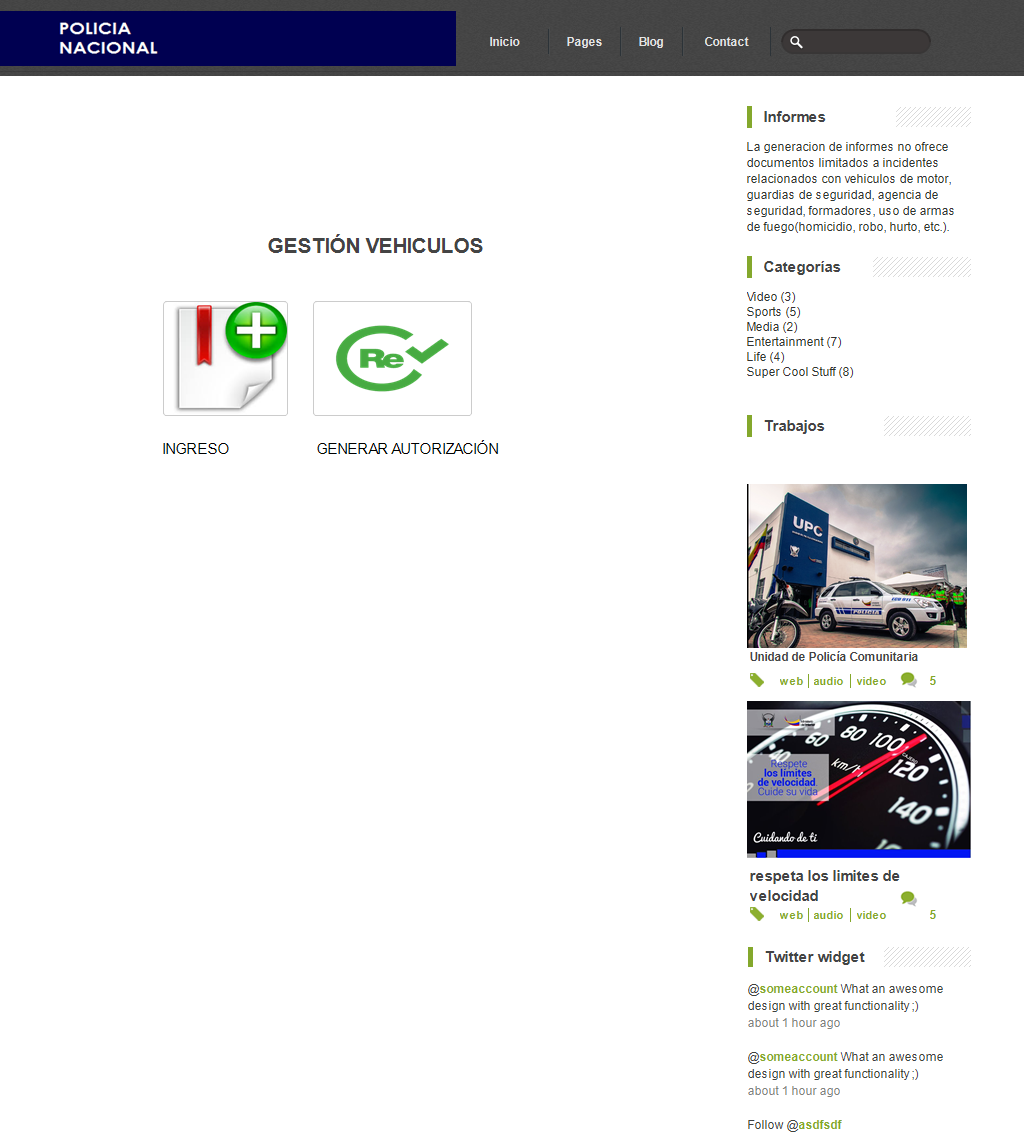 POLICIA
NACIONAL
Inicio
Pages
Blog
Contact
Informes
La generacion de informes no ofrece
documentos limitados a incidentes
relacionados con vehiculos de motor,
guardias de seguridad, agencia de
seguridad, formadores, uso de armas
de fuego(homicidio, robo, hurto, etc.).
GESTIÓN VEHICULOS
Re
INGRESO
GENERAR AUTORIZACIÓN
Categorías
Video (3)
Sports (5)
Media (2)
Entertainment (7)
Life (4)
Super Cool Stuff (8)
Trabajos
UPC
POLICIA
Unidad de Policía Comunitaria
web audio video 5
60 80 100 120 140
km/h
Respete
los límites
de velocidad.
Cuide su vida
Cuidando de ti
respeta los limites de
velocidad
web audio video 5
Twitter widget
@someaccount What an awesome
design with great functionality ;)
about 1 hour ago
@someaccount What an awesome
design with great functionality ;)
about 1 hour ago
Follow @asdfsdf